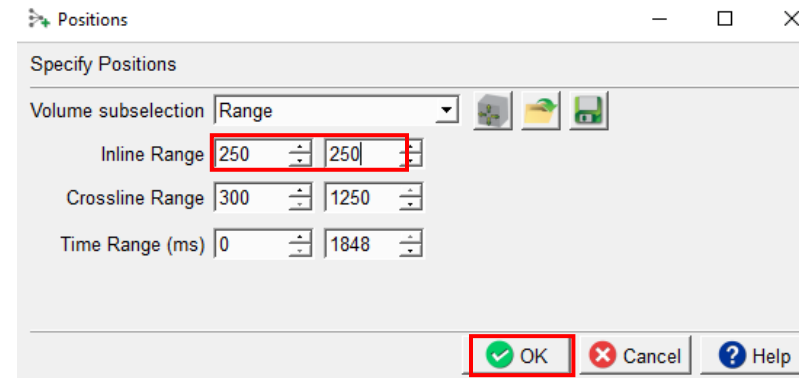 Positions
Specify Positions
Volume subselection Range
Inline Range 250 250
Crossline Range 300 1250
Time Range (ms) 0 1848
OK Cancel Help